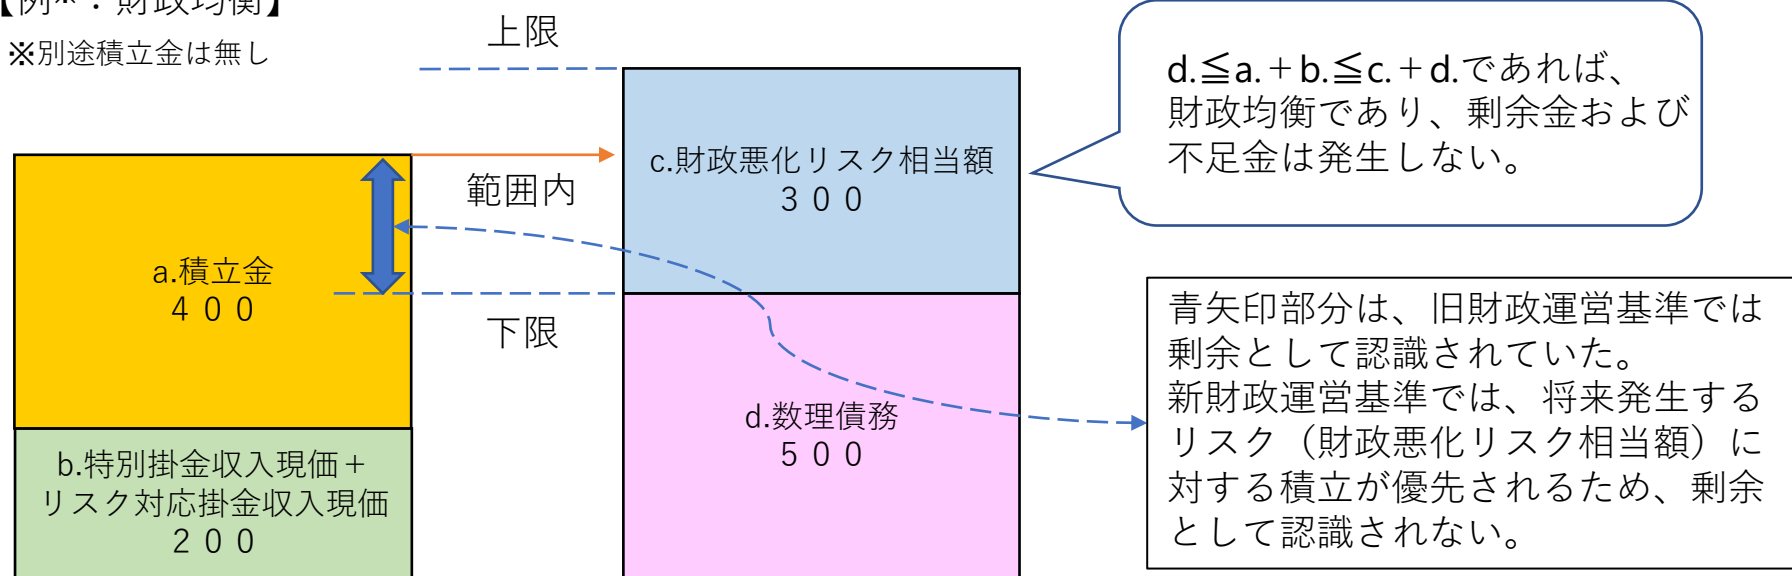 【例※：財政均衡】
※別途積立金は無し
上限
d.≦a.＋b.≦c.＋d.であれば、
財政均衡であり、剰余金および
不足金は発生しない。
c.財政悪化リスク相当額
３００
範囲内
a.積立金
４００
下限
青矢印部分は、旧財政運営基準では
剰余として認識されていた。
新財政運営基準では、将来発生する
リスク（財政悪化リスク相当額）に
対する積立が優先されるため、剰余
として認識されない。
d.数理債務
５００
b.特別掛金収入現価＋
リスク対応掛金収入現価
２００